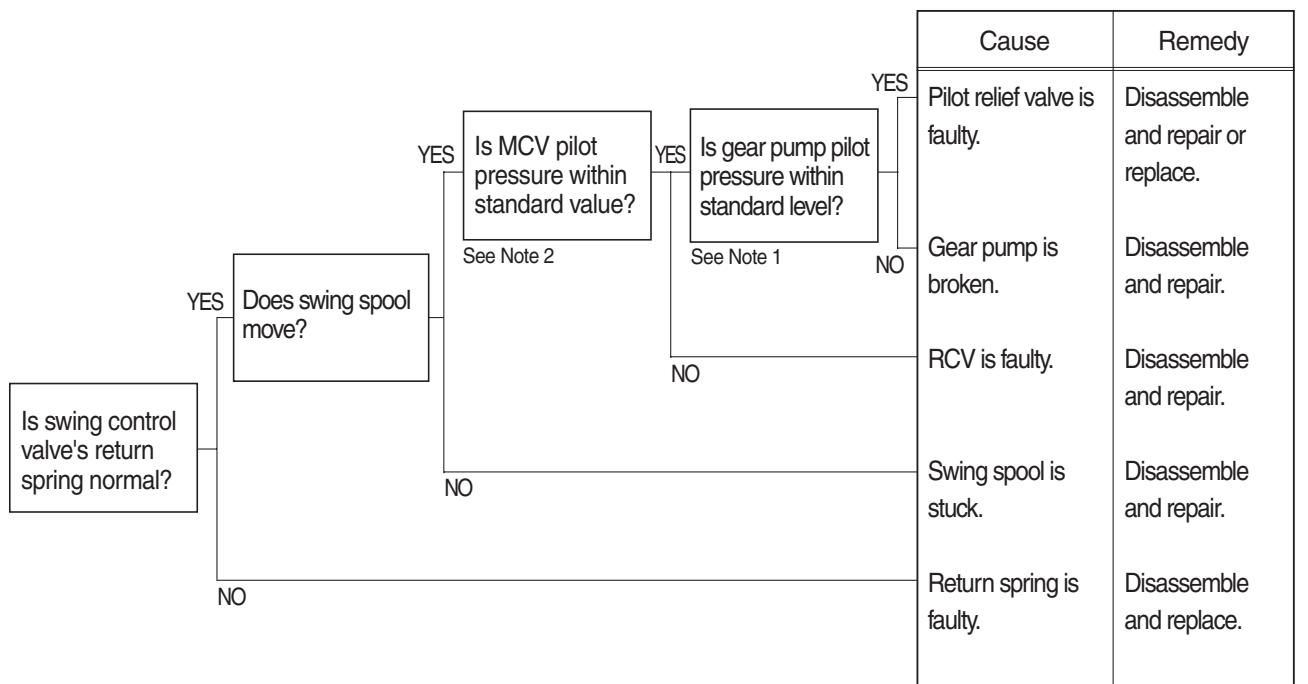 Cause
Remedy
YES
Pilot relief valve is
faulty.
Disassemble
and repair or
replace.
YES
Is MCV pilot
pressure within
standard value?
See Note 2
YES
Is gear pump pilot
pressure within
standard level?
See Note 1
NO
Gear pump is
broken.
Disassemble
and repair.
YES
Does swing spool
move?
NO
RCV is faulty.
Disassemble
and repair.
Is swing control
valve's return
spring normal?
NO
Swing spool is
stuck.
Disassemble
and repair.
NO
Return spring is
faulty.
Disassemble
and replace.